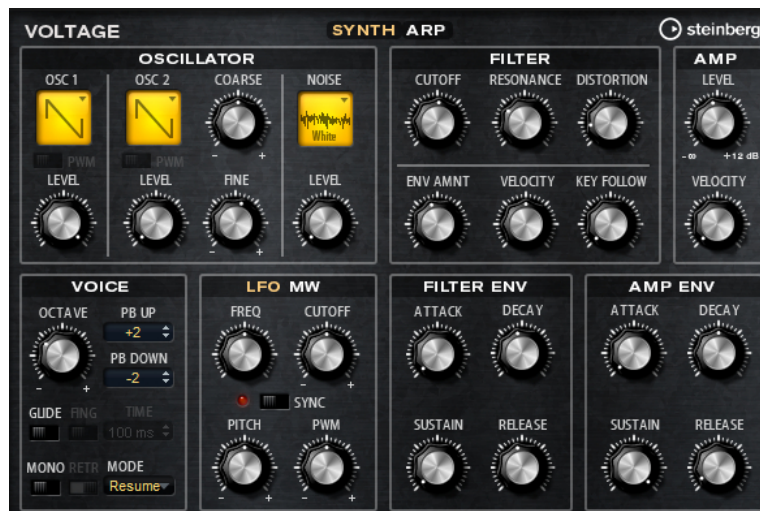 VOLTAGE
SYNTH ARP
steinberg
OSCILLATOR
FILTER
AMP
OSC 1
OSC 2
COARSE
NOISE
CUTOFF
RESONANCE
DISTORTION
LEVEL
White
- +
PWM
PWM
-∞ +12 dB
LEVEL
LEVEL
FINE
LEVEL
ENV AMNT
VELOCITY
KEY FOLLOW
VELOCITY
- +
VOICE
LFO MW
FILTER ENV
AMP ENV
OCTAVE
PB UP
FREQ
CUTOFF
ATTACK
DECAY
ATTACK
DECAY
+2
PB DOWN
-2
- +
- +
SYNC
GLIDE
FING
TIME
100 ms
PITCH
PWM
SUSTAIN
RELEASE
SUSTAIN
RELEASE
MONO
RETR
MODE
Resume
- +
- +